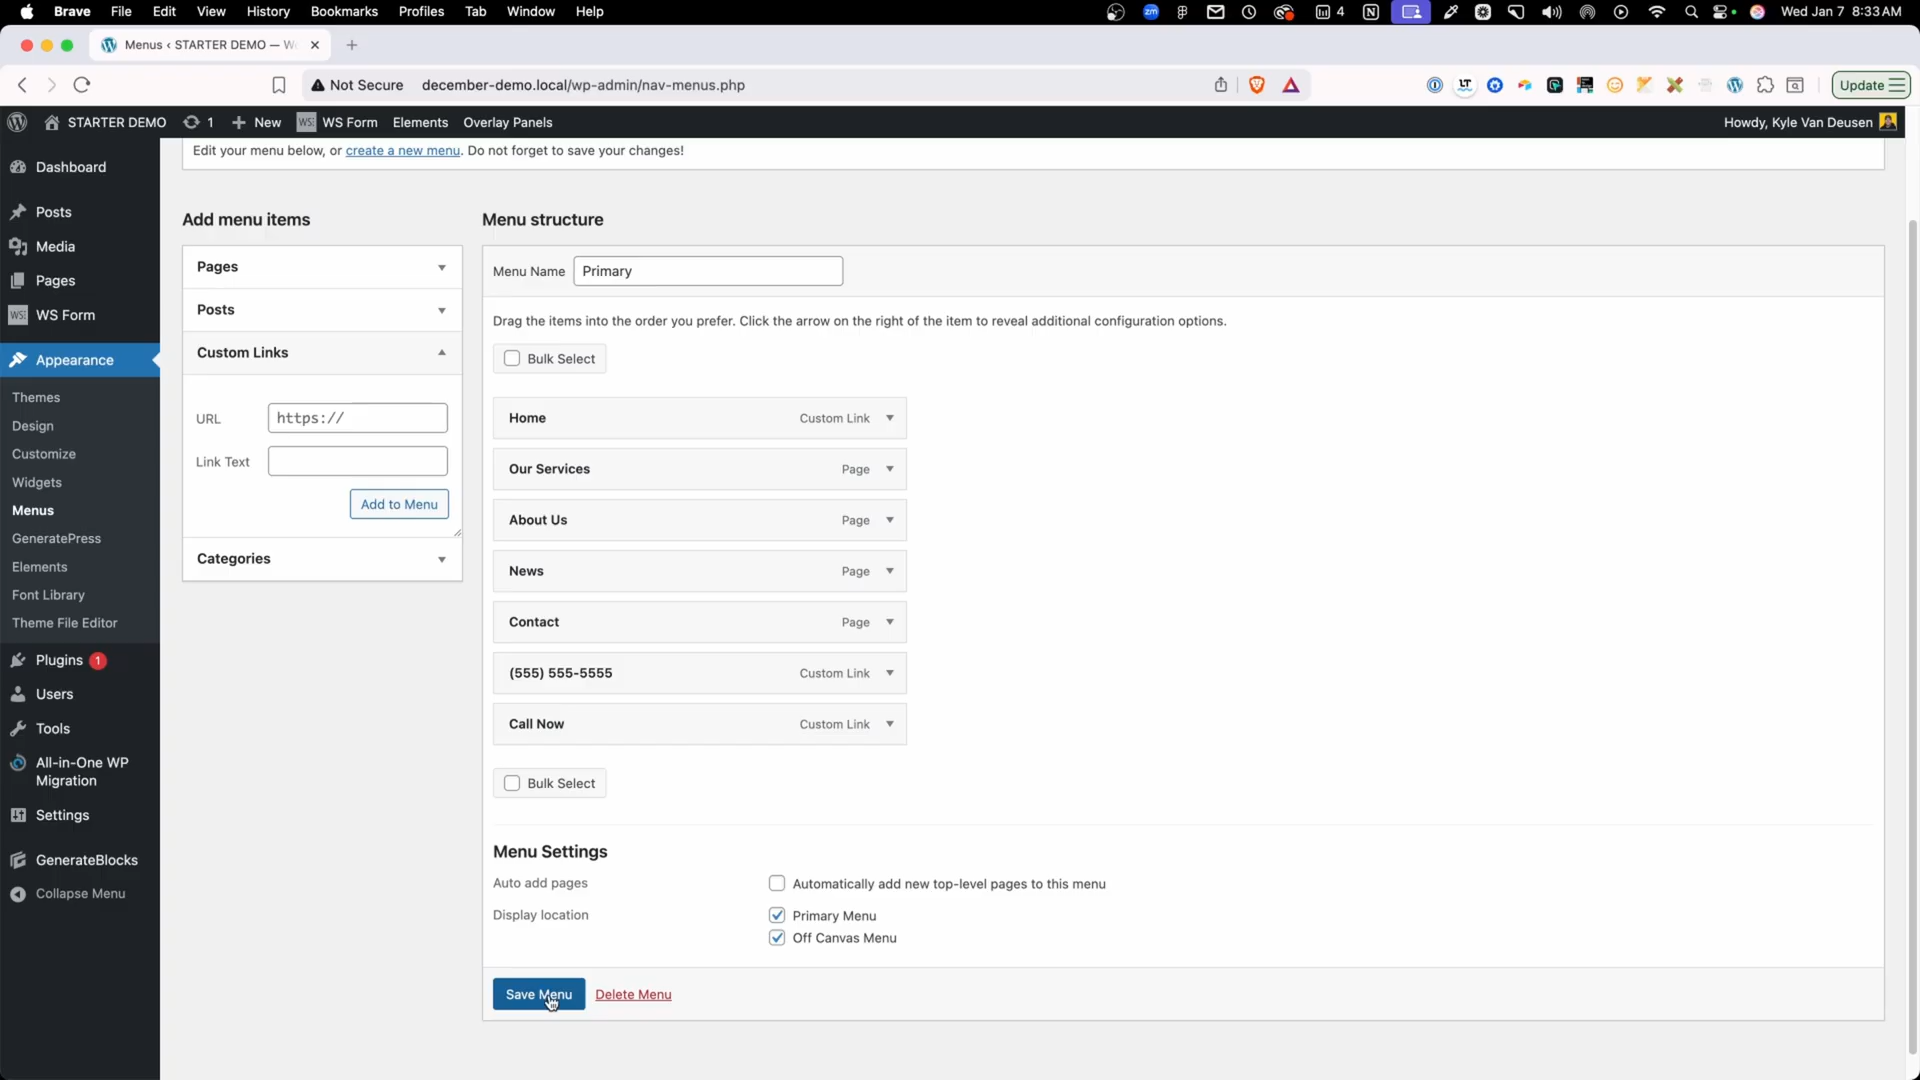 Brave File Edit View History Bookmarks Profiles Tab Window Help
4
Wed Jan 7 8:33 AM
Menus ‹ STARTER DEMO — W
Not Secure december-demo.local/wp-admin/nav-menus.php
Update
STARTER DEMO 1 New WS Form Elements Overlay Panels
Howdy, Kyle Van Deusen
Dashboard
Posts
Media
Pages
WS Form
Appearance
Themes
Design
Customize
Widgets
Menus
GeneratePress
Elements
Font Library
Theme File Editor
Plugins 1
Users
Tools
All-in-One WP
Migration
Settings
GenerateBlocks
Collapse Menu
Edit your menu below, or create a new menu. Do not forget to save your changes!
Add menu items
Pages
Posts
Custom Links
URL https://
Link Text
Add to Menu
Categories
Menu structure
Menu Name Primary
Drag the items into the order you prefer. Click the arrow on the right of the item to reveal additional configuration options.
Bulk Select
Home Custom Link
Our Services Page
About Us Page
News Page
Contact Page
(555) 555-5555 Custom Link
Call Now Custom Link
Bulk Select
Menu Settings
Auto add pages Automatically add new top-level pages to this menu
Display location Primary Menu
Off Canvas Menu
Save Menu Delete Menu